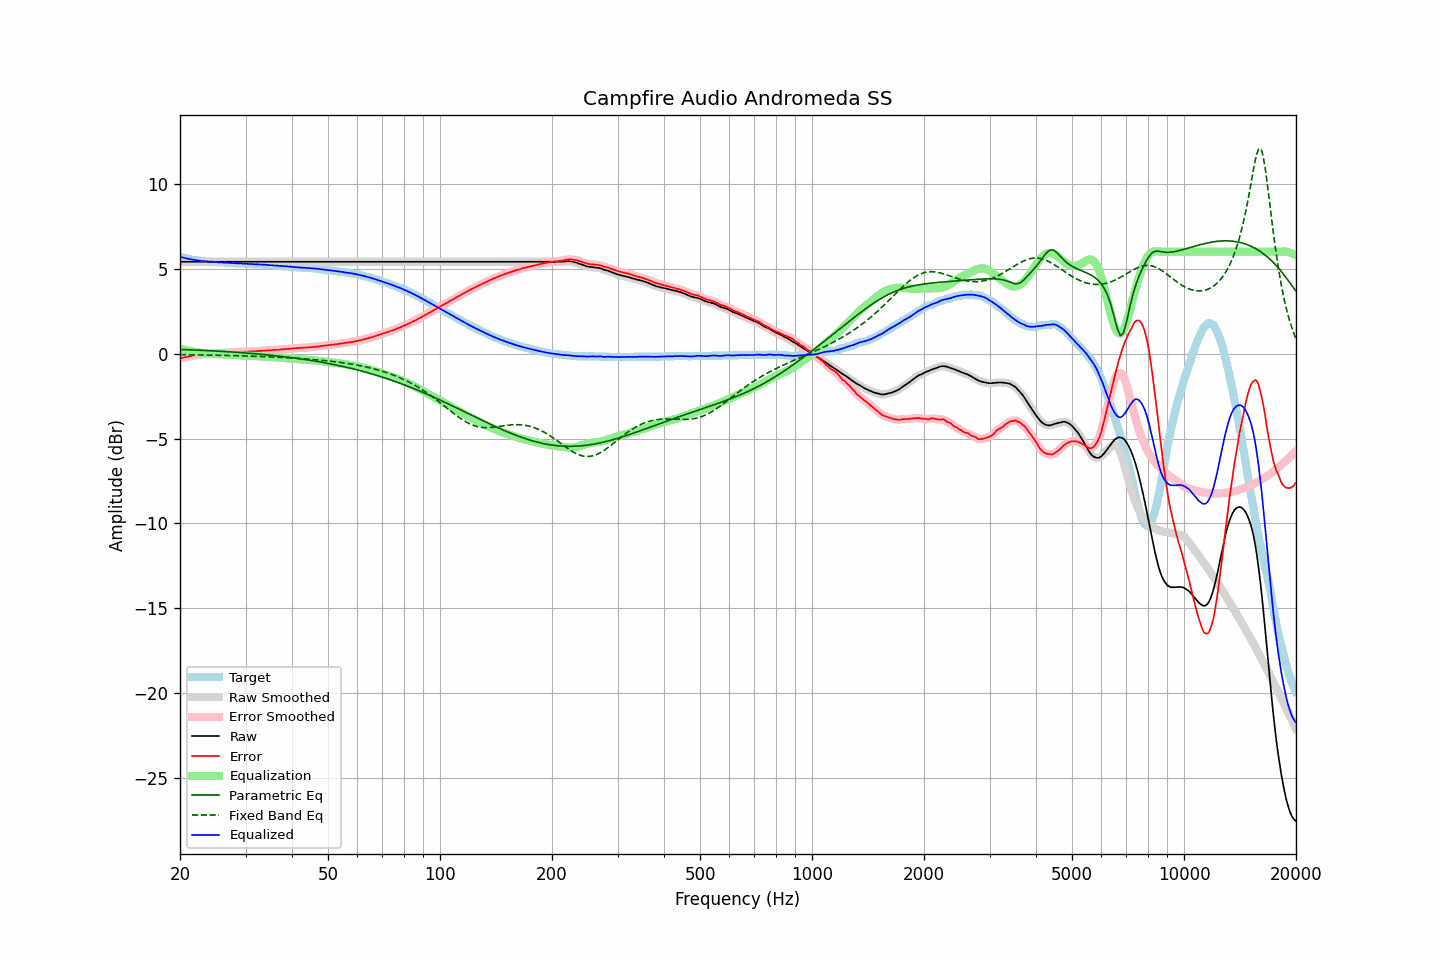 Campfire Audio Andromeda SS
Amplitude (dBr)
10
5
0
−5
−10
−15
−20
−25
Target
Raw Smoothed
Error Smoothed
Raw
Error
Equalization
Parametric Eq
Fixed Band Eq
Equalized
20 50 100 200 500 1000 2000 5000 10000 20000
Frequency (Hz)